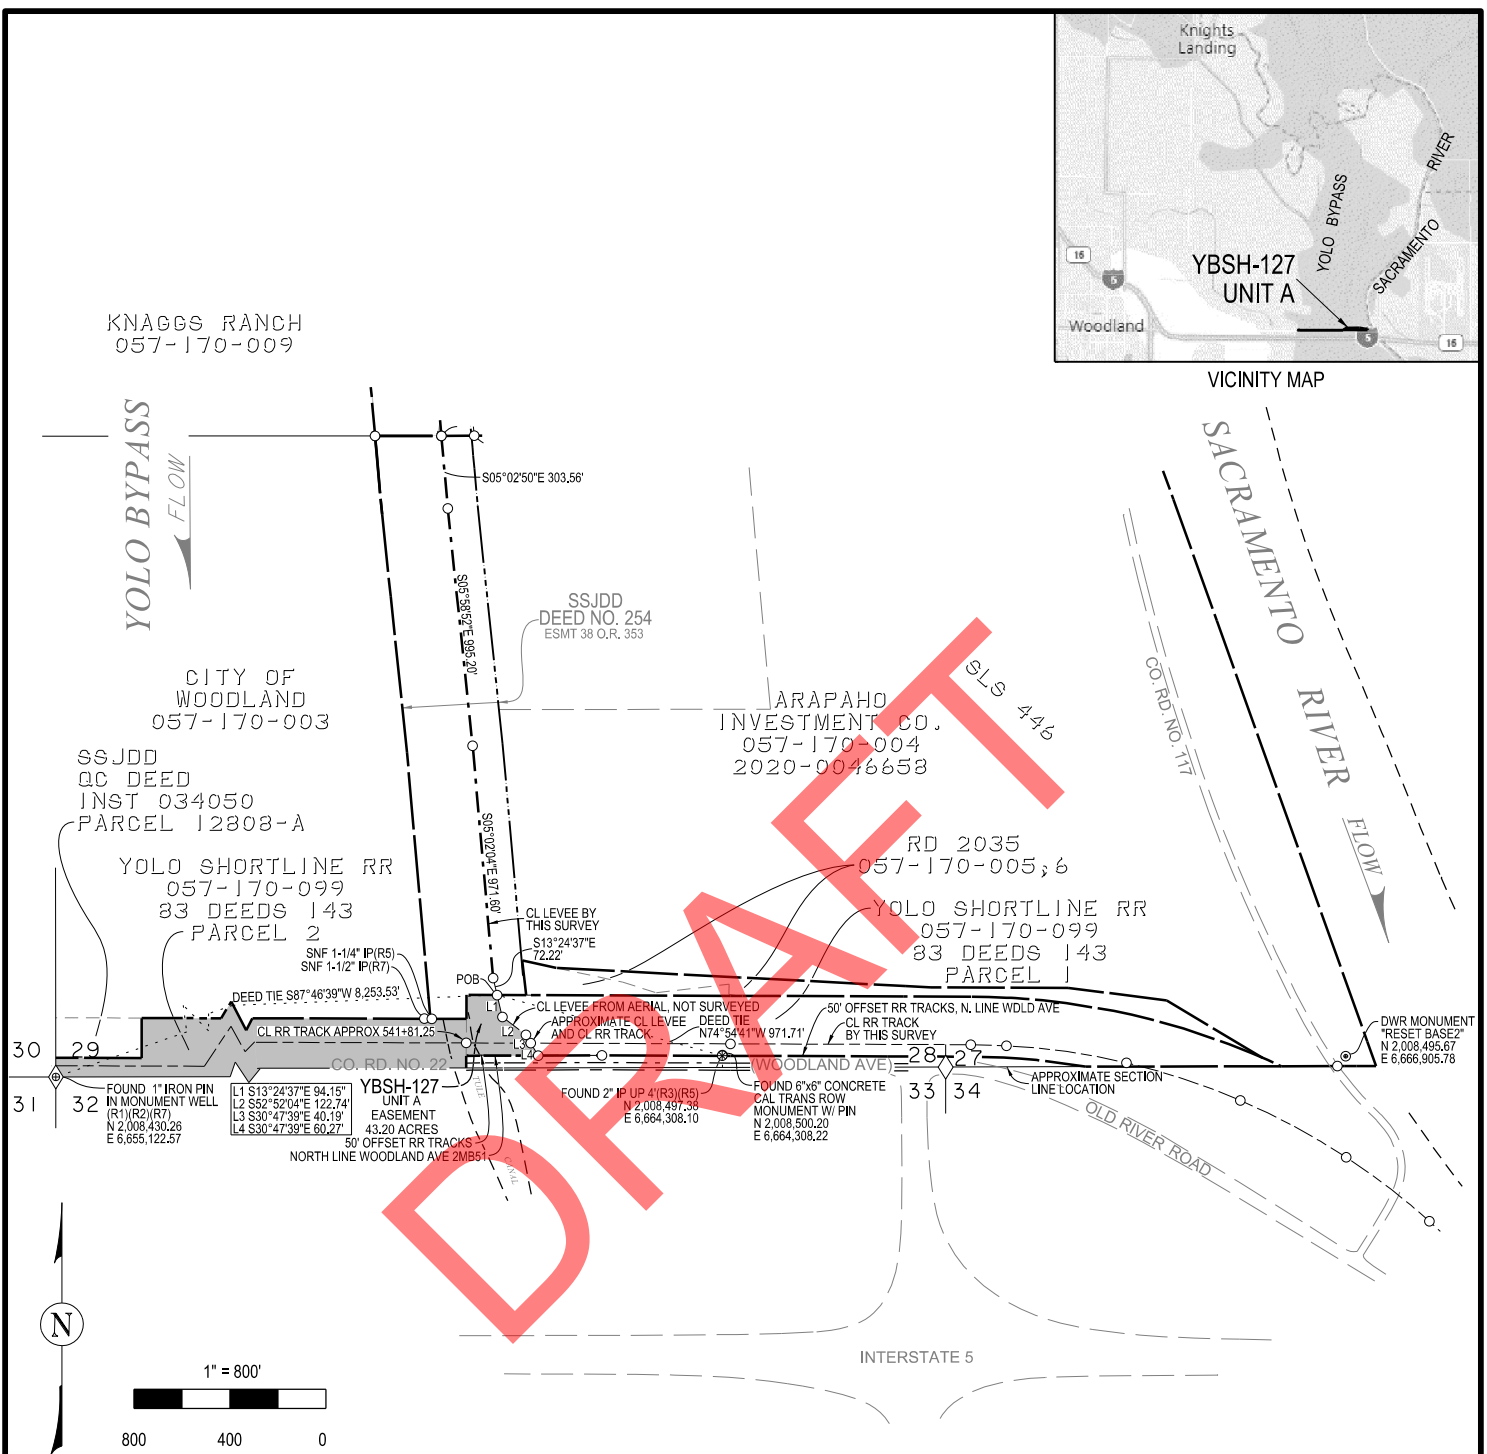 Knights
Landing
RIVER
YOLO BYPASS
SACRAMENTO
16
5
YBSH-127
UNIT A
Woodland
5
16
VICINITY MAP
KNAGGS RANCH
057-170-009
YOLO BYPASS
FLOW
S05°02'50"E 303.56'
S05°58'52"E 995.20'
SSJDD
DEED NO. 254
ESMT 38 O.R. 353
SACRAMENTO RIVER
FLOW
CO. RD. NO. 117
CITY OF
WOODLAND
057-170-003
ARAPAHO
INVESTMENT CO.
057-170-004
2020-0046658
SLS 446
SSJDD
QC DEED
INST 034050
PARCEL 12808-A
S05°02'04"E 971.60'
YOLO SHORTLINE RR
057-170-099
83 DEEDS 143
PARCEL 2
RD 2035
057-170-005;6
YOLO SHORTLINE RR
057-170-099
83 DEEDS 143
PARCEL 1
CL LEVEE BY
THIS SURVEY
S13°24'37"E
72.22'
SNF 1-1/4" IP(R5)
SNF 1-1/2" IP(R7)
POB
DEED TIE S87°46'39"W 8,253.53'
L1
CL LEVEE FROM AERIAL, NOT SURVEYED
50' OFFSET RR TRACKS, N. LINE WDLD AVE
L2
APPROXIMATE CL LEVEE
AND CL RR TRACK
DEED TIE
N74°54'41"W 971.71'
CL RR TRACK
BY THIS SURVEY
CL RR TRACK APPROX 541+81.25
L3
L4
DWR MONUMENT
"RESET BASE2"
N 2,008,495.67
E 6,666,905.78
30 29
28 27
CO. RD. NO. 22
(WOODLAND AVE)
31 32
33 34
FOUND 1" IRON PIN
IN MONUMENT WELL
(R1)(R2)(R7)
N 2,008,430.26
E 6,655,122.57
L1 S13°24'37"E 94.15"
L2 S52°52'04"E 122.74'
L3 S30°47'39"E 40.19'
L4 S30°47'39"E 60.27'
YBSH-127
UNIT A
EASEMENT
43.20 ACRES
50' OFFSET RR TRACKS
NORTH LINE WOODLAND AVE 2MB51
TULE
CANAL
FOUND 2" IP UP 4'(R3)(R5)
N 2,008,497.38
E 6,664,308.10
FOUND 6"x6" CONCRETE
CAL TRANS ROW
MONUMENT W/ PIN
N 2,008,500.20
E 6,664,308.22
APPROXIMATE SECTION
LINE LOCATION
OLD RIVER ROAD
DRAFT
INTERSTATE 5
N
1" = 800'
800 400 0